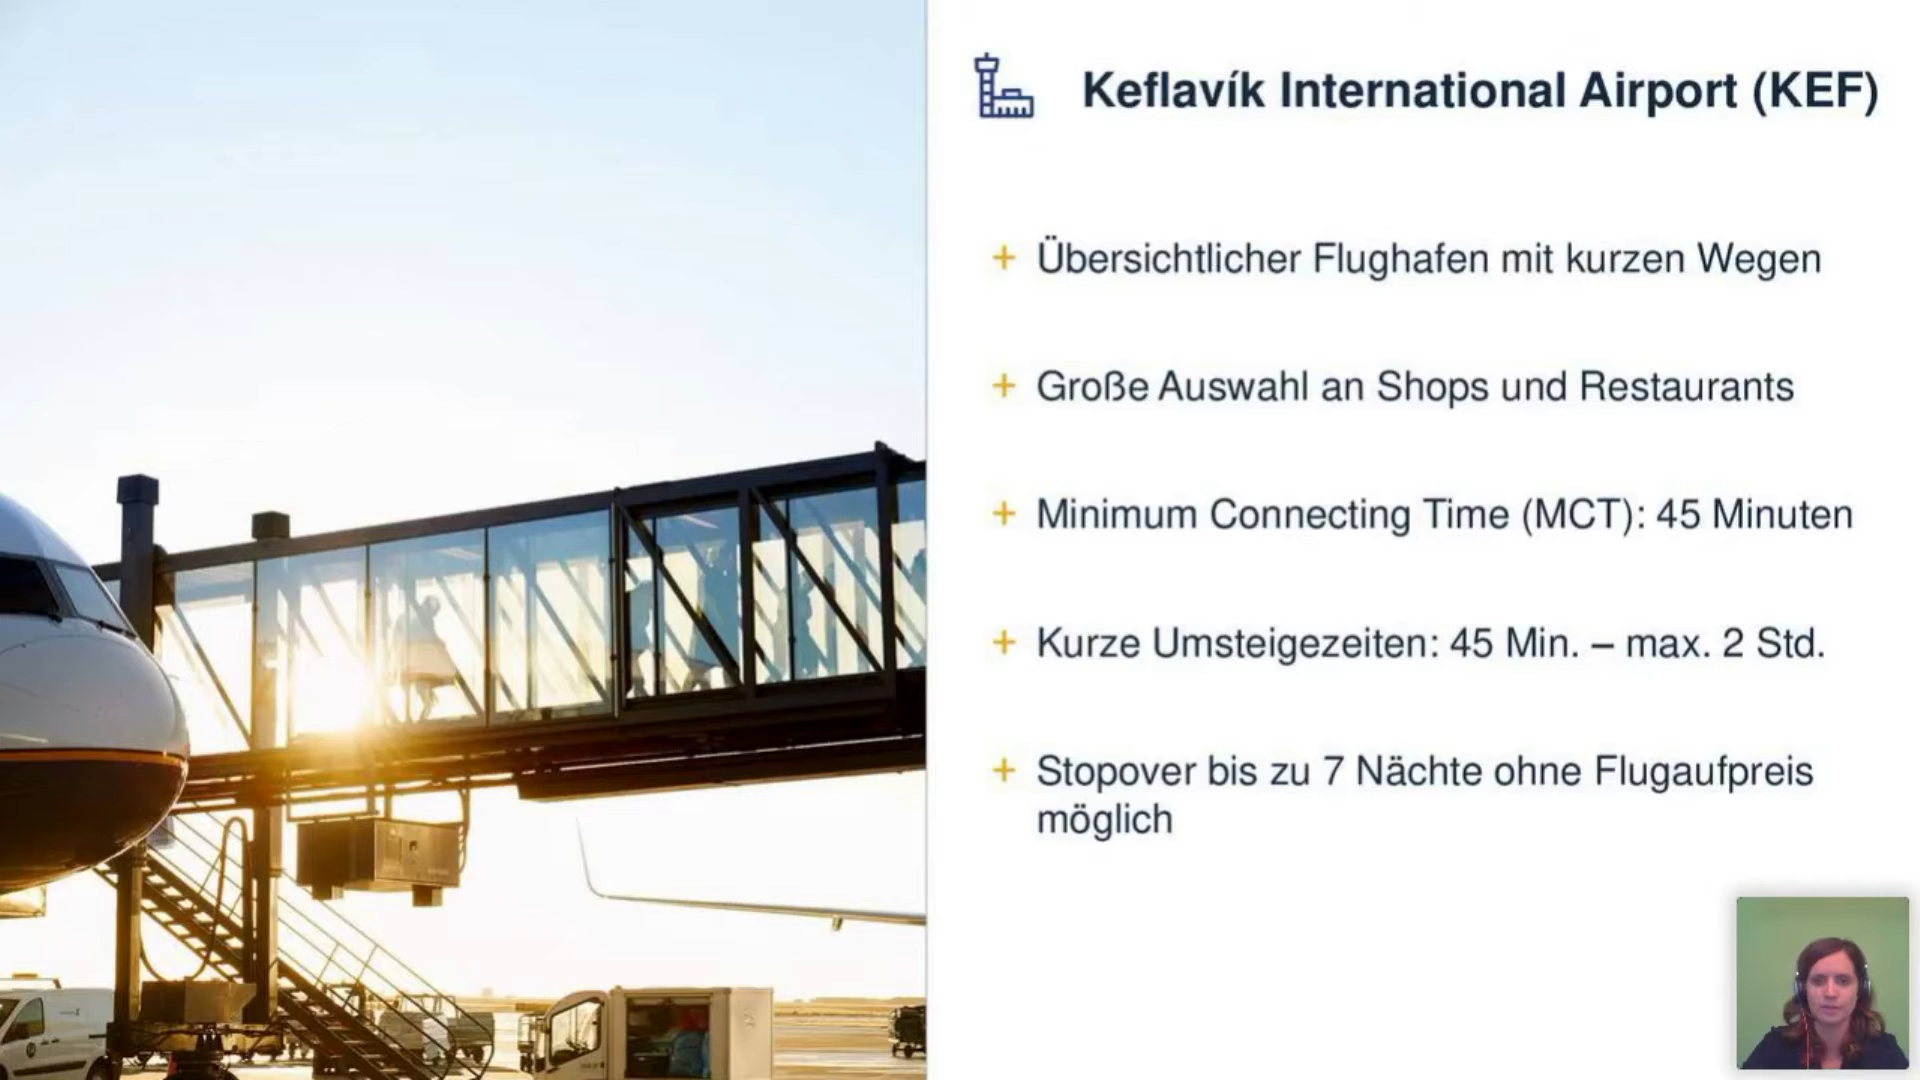 Keflavík International Airport (KEF)
+ Übersichtlicher Flughafen mit kurzen Wegen
+ Große Auswahl an Shops und Restaurants
+ Minimum Connecting Time (MCT): 45 Minuten
+ Kurze Umsteigezeiten: 45 Min. – max. 2 Std.
+ Stopover bis zu 7 Nächte ohne Flugaufpreis
möglich